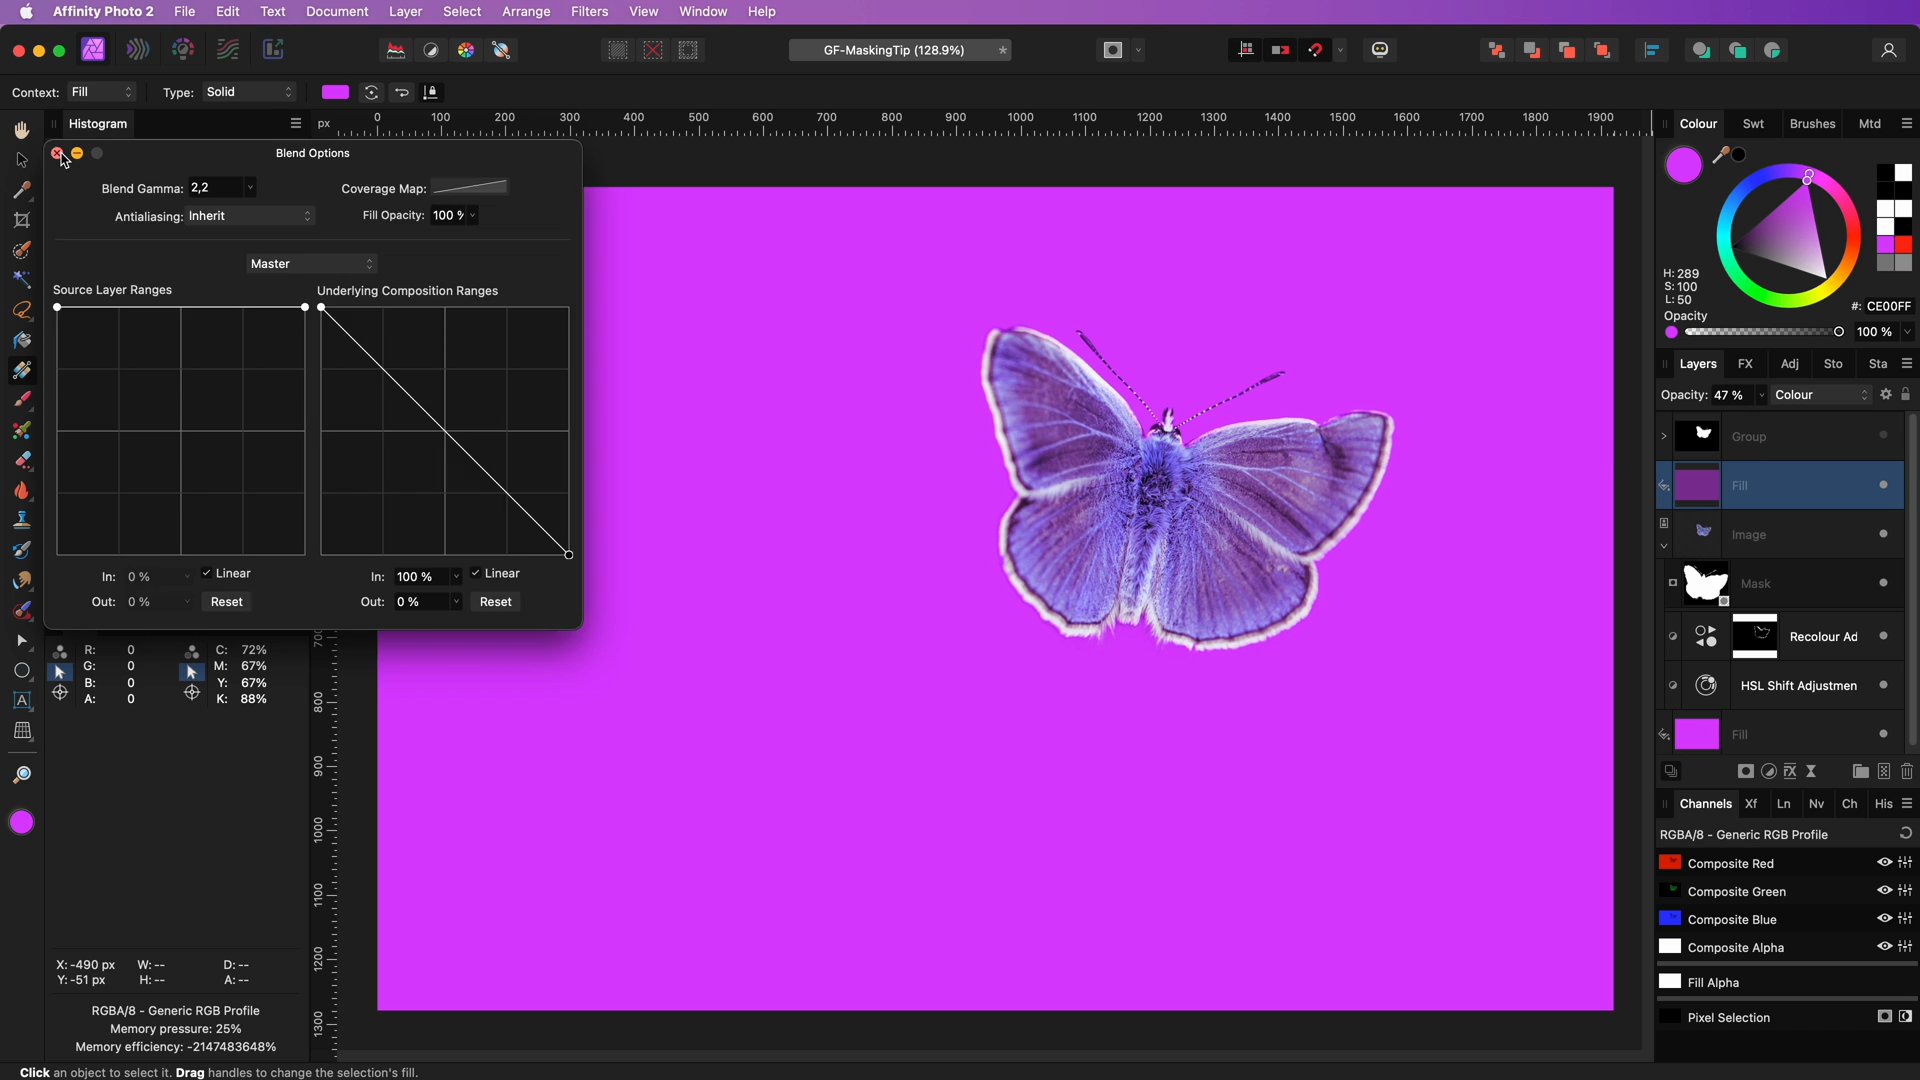 Affinity Photo 2 File Edit Text Document Layer Select Arrange Filters View Window Help
GF-MaskingTip (128.9%) *
Context: Fill Type: Solid
Histogram
px 0 100 200 300 400 500 600 700 800 900 1000 1100 1200 1300 1400 1500 1600 1700 1800 1900
Blend Options
Blend Gamma: 2,2 Coverage Map:
Antialiasing: Inherit Fill Opacity: 100 %
Master
Source Layer Ranges Underlying Composition Ranges
In: 0 % Linear In: 100 % Linear
Out: 0 % Reset Out: 0 % Reset
R: 0 C: 72%
G: 0 M: 67%
B: 0 Y: 67%
A: 0 K: 88%
700
800
900
1000
1100
1200
1300
X: -490 px W: -- D: --
Y: -51 px H: -- A: --
RGBA/8 - Generic RGB Profile
Memory pressure: 25%
Memory efficiency: -2147483648%
Click an object to select it. Drag handles to change the selection's fill.
Colour Swt Brushes Mtd
H: 289
S: 100
L: 50
#: CE00FF
Opacity
100 %
Layers FX Adj Sto Sta
Opacity: 47 % Colour
Group
Fill
Image
Mask
Recolour Ad
HSL Shift Adjustmen
Fill
Channels Xf Ln Nv Ch His
RGBA/8 - Generic RGB Profile
Composite Red
Composite Green
Composite Blue
Composite Alpha
Fill Alpha
Pixel Selection